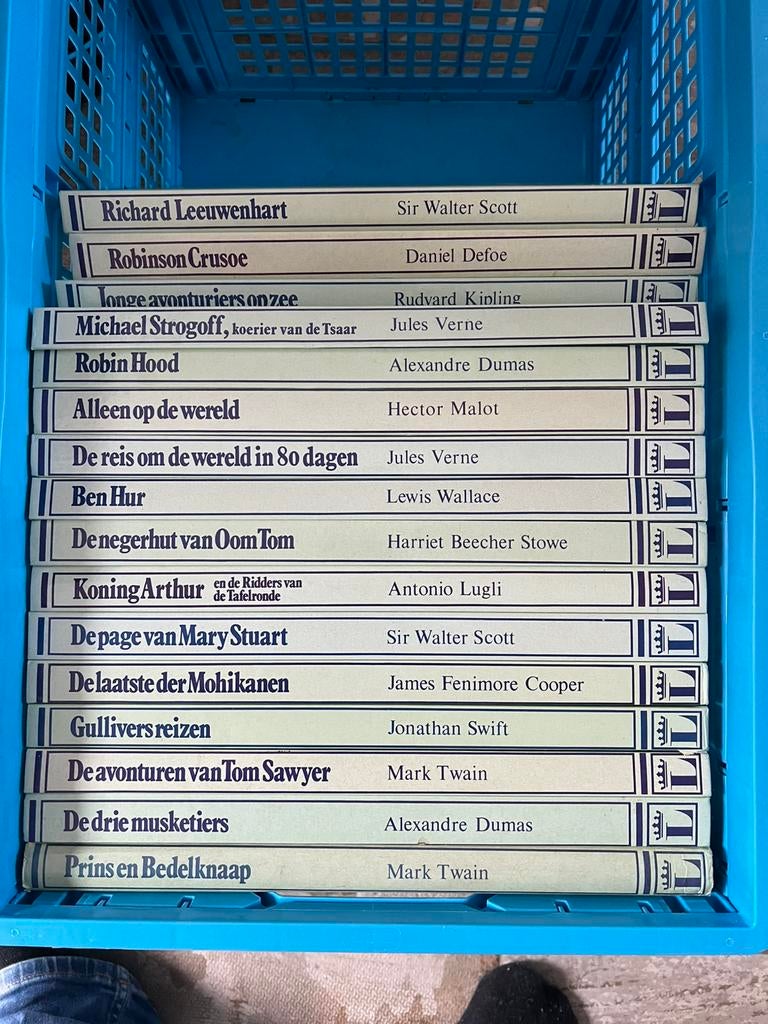 Richard Leeuwenhart Sir Walter Scott L
Robinson Crusoe Daniel Defoe L
Jonge avonturiers op zee Rudyard Kipling L
Michael Strogoff, koerier van de Tsaar Jules Verne L
Robin Hood Alexandre Dumas L
Alleen op de wereld Hector Malot L
De reis om de wereld in 80 dagen Jules Verne L
Ben Hur Lewis Wallace L
De negerhut van Oom Tom Harriet Beecher Stowe L
Koning Arthur en de Ridders van
de Tafelronde Antonio Lugli L
De page van Mary Stuart Sir Walter Scott L
De laatste der Mohikanen James Fenimore Cooper L
Gullivers reizen Jonathan Swift L
De avonturen van Tom Sawyer Mark Twain L
De drie musketiers Alexandre Dumas L
Prins en Bedelknaap Mark Twain L